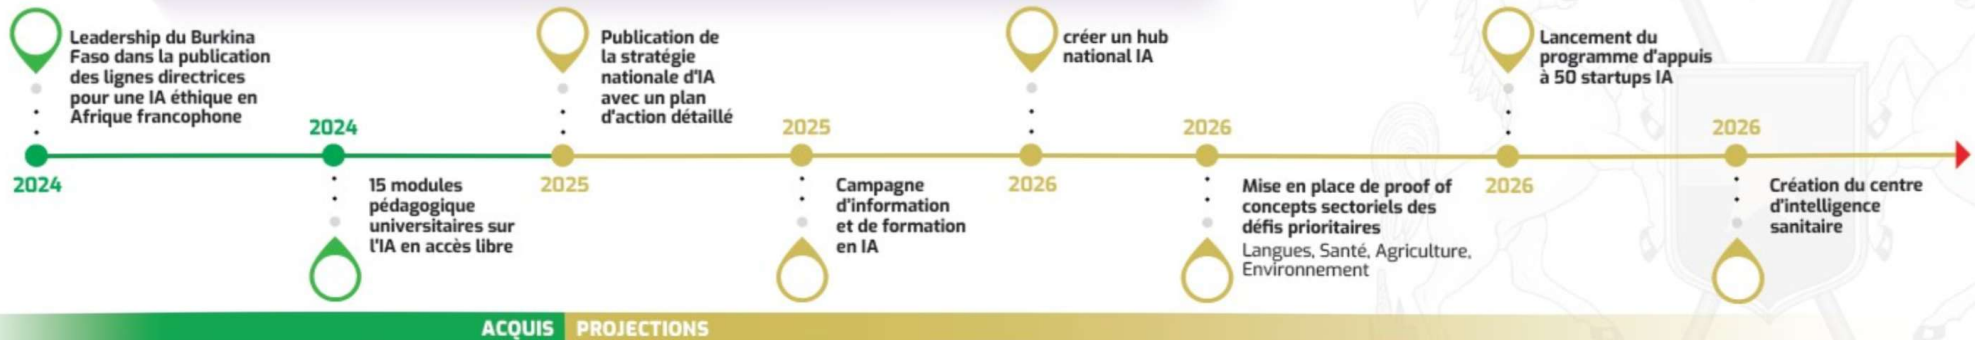 Leadership du Burkina
Faso dans la publication
des lignes directrices
pour une IA éthique en
Afrique francophone
2024
2024
15 modules
pédagogique
universitaires sur
l'IA en accès libre
Publication de
la stratégie
nationale d'IA
avec un plan
d'action détaillé
2025
2025
Campagne
d'information
et de formation
en IA
créer un hub
national IA
2026
2026
Mise en place de proof of
concepts sectoriels des
défis prioritaires
Langues, Santé, Agriculture,
Environnement
Lancement du
programme d'appuis
à 50 startups IA
2026
2026
Création du centre
d'intelligence
sanitaire
ACQUIS
PROJECTIONS